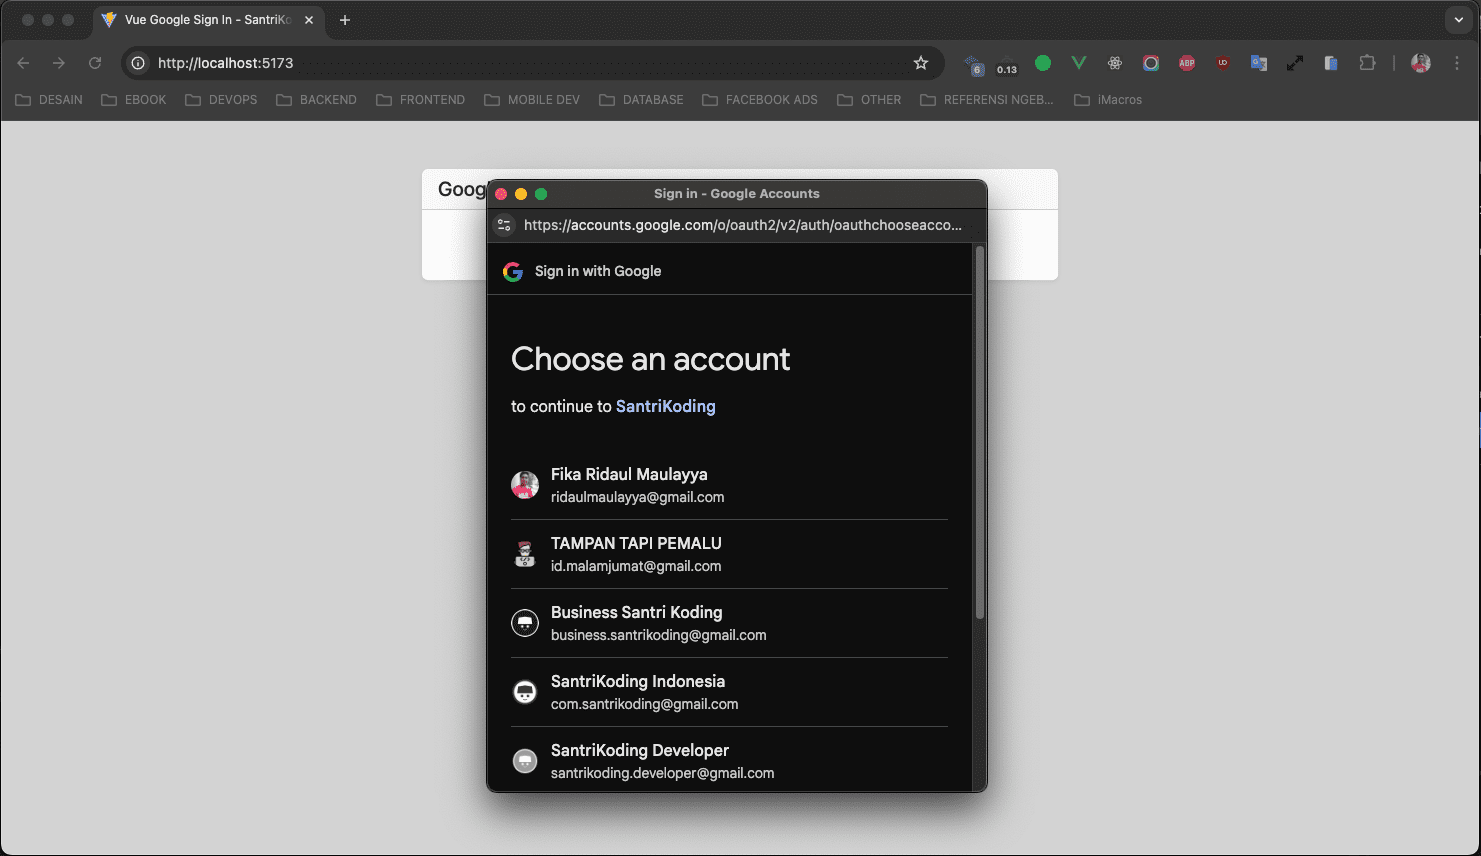 Vue Google Sign In - SantriKo
http://localhost:5173
6
0.13
ABP
UD
G
DESAIN
EBOOK
DEVOPS
BACKEND
FRONTEND
MOBILE DEV
DATABASE
FACEBOOK ADS
OTHER
REFERENSI NGEB...
iMacros
Goog
Sign in - Google Accounts
https://accounts.google.com/o/oauth2/v2/auth/oauthchooseacco...
Sign in with Google
Choose an account
to continue to SantriKoding
Fika Ridaul Maulayya
ridaulmaulayya@gmail.com
TAMPAN TAPI PEMALU
id.malamjumat@gmail.com
Business Santri Koding
business.santrikoding@gmail.com
SantriKoding Indonesia
com.santrikoding@gmail.com
SantriKoding Developer
santrikoding.developer@gmail.com